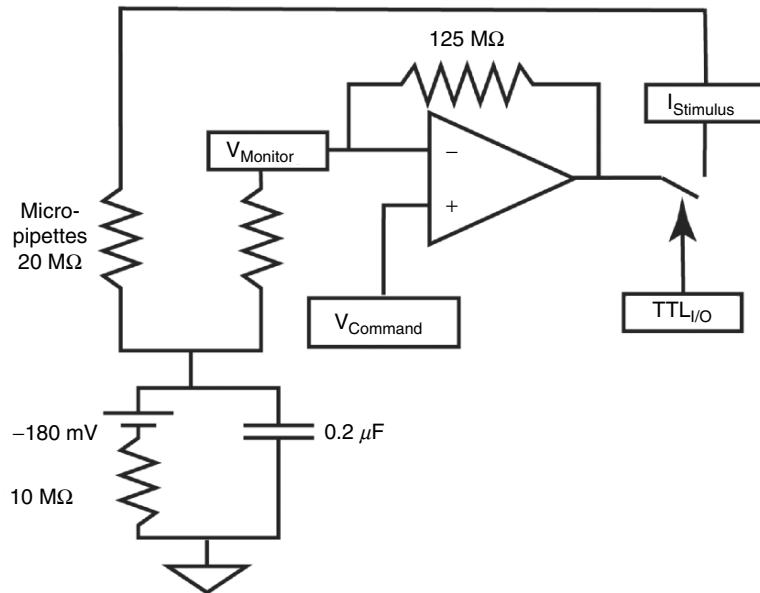 125 MΩ
I_Stimulus
V_Monitor
−
Micro-
pipettes
20 MΩ
+
V_Command
TTL_I/O
−180 mV
0.2 μF
10 MΩ